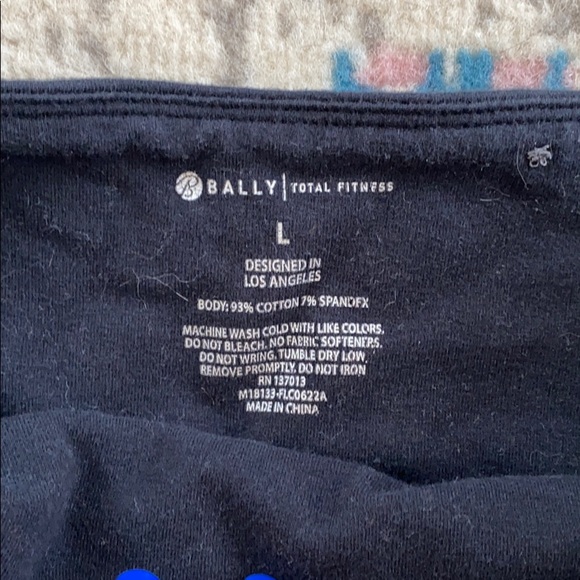 B BALLY | TOTAL FITNESS
L
DESIGNED IN
LOS ANGELES
BODY: 93% COTTON 7% SPANDEX
MACHINE WASH COLD WITH LIKE COLORS.
DO NOT BLEACH. NO FABRIC SOFTENERS.
DO NOT WRING. TUMBLE DRY LOW.
REMOVE PROMPTLY. DO NOT IRON
RN 137013
M18133-FLC0622A
MADE IN CHINA